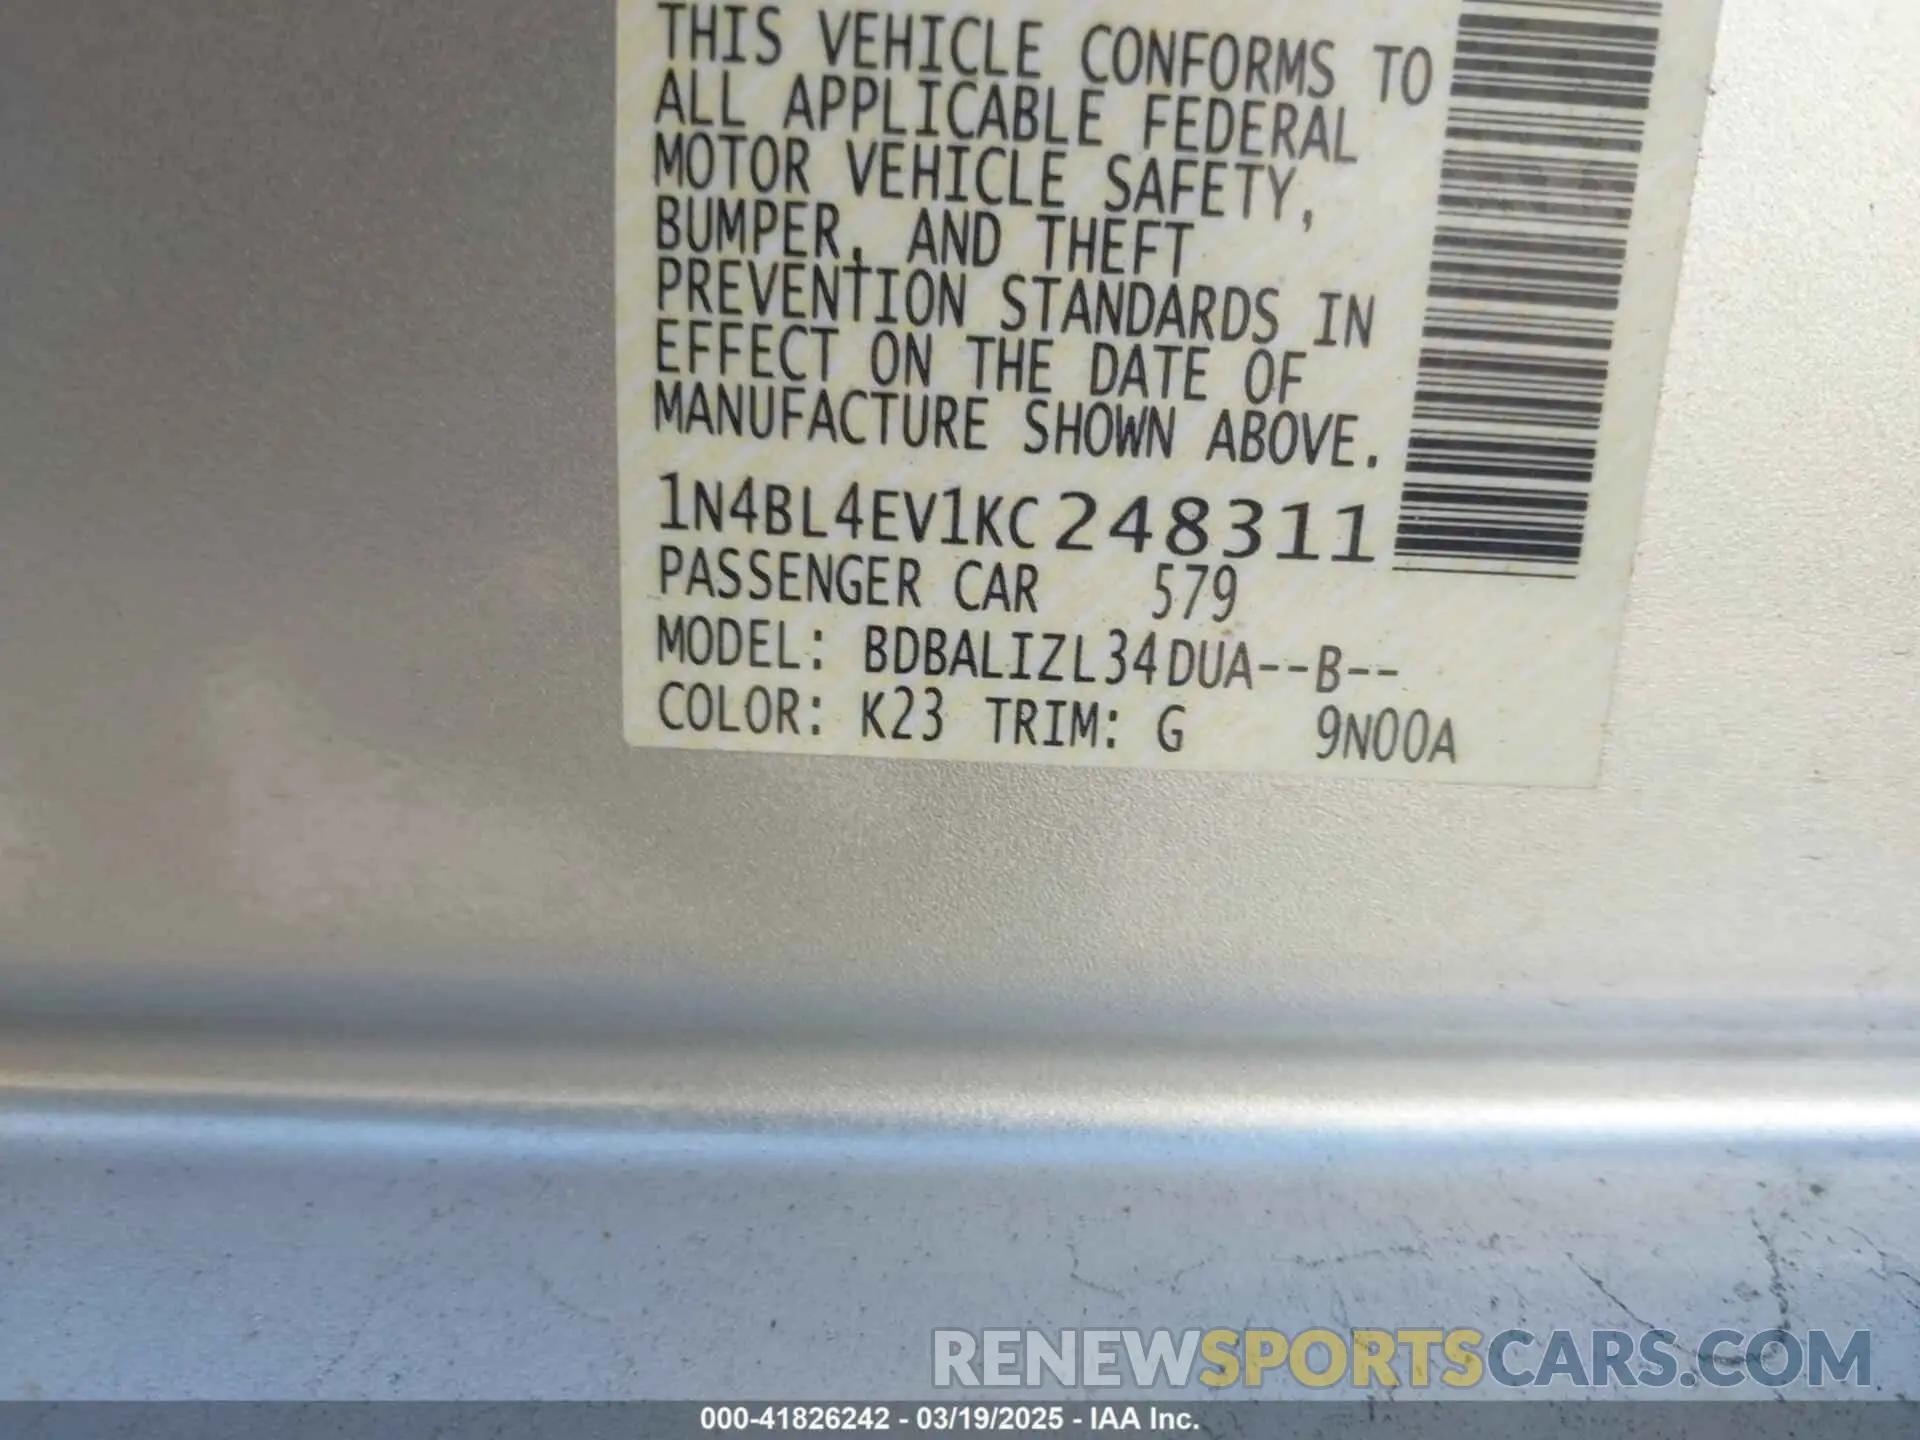 THIS VEHICLE CONFORMS TO
ALL APPLICABLE FEDERAL
MOTOR VEHICLE SAFETY,
BUMPER, AND THEFT
PREVENTION STANDARDS IN
EFFECT ON THE DATE OF
MANUFACTURE SHOWN ABOVE.
1N4BL4EV1KC248311
PASSENGER CAR 579
MODEL: BDBALIZL34DUA--B--
COLOR: K23 TRIM: G 9N00A
RENEWSPORTSCARS.COM
000-41826242 - 03/19/2025 - IAA Inc.